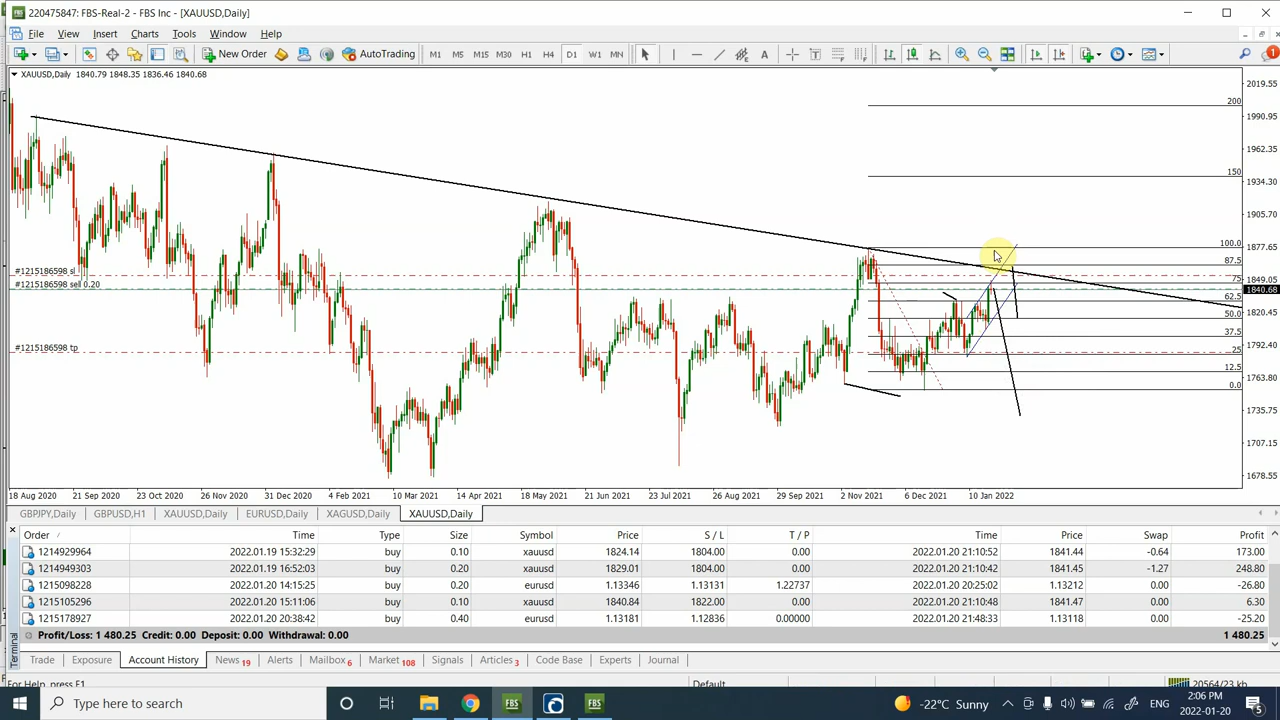 220475847: FBS-Real-2 - FBS Inc - [XAUUSD,Daily]
File View Insert Charts Tools Window Help
New Order AutoTrading M1 M5 M15 M30 H1 H4 D1 W1 MN A
XAUUSD,Daily 1840.79 1848.35 1836.46 1840.68
2019.55
200
1990.95
1962.35
150
1934.30
1905.70
100.0
1877.65
87.5
#1215186598 sl
75
1849.05
#1215186598 sell 0.20
1840.68
62.5
50.0
1820.45
37.5
#1215186598 tp
25
1792.40
12.5
1763.80
0.0
1735.75
1707.15
1678.55
18 Aug 2020 21 Sep 2020 23 Oct 2020 26 Nov 2020 31 Dec 2020 4 Feb 2021 10 Mar 2021 14 Apr 2021 18 May 2021 21 Jun 2021 23 Jul 2021 26 Aug 2021 29 Sep 2021 2 Nov 2021 6 Dec 2021 10 Jan 2022
GBPJPY,Daily GBPUSD,H1 XAUUSD,Daily EURUSD,Daily XAGUSD,Daily XAUUSD,Daily
Order Time Type Size Symbol Price S / L T / P Time Price Swap Profit
1214929964 2022.01.19 15:32:29 buy 0.10 xauusd 1824.14 1804.00 0.00 2022.01.20 21:10:52 1841.44 -0.64 173.00
1214949303 2022.01.19 16:52:03 buy 0.20 xauusd 1829.01 1804.00 0.00 2022.01.20 21:10:42 1841.45 -1.27 248.80
1215098228 2022.01.20 14:15:25 buy 0.20 eurusd 1.13346 1.13131 1.22737 2022.01.20 20:25:02 1.13212 0.00 -26.80
1215105296 2022.01.20 15:11:06 buy 0.10 xauusd 1840.84 1822.00 0.00 2022.01.20 21:10:48 1841.47 0.00 6.30
1215178927 2022.01.20 20:38:42 buy 0.40 eurusd 1.13181 1.12836 0.00000 2022.01.20 21:48:33 1.13118 0.00 -25.20
Profit/Loss: 1 480.25 Credit: 0.00 Deposit: 0.00 Withdrawal: 0.00 1 480.25
Terminal
Trade Exposure Account History News 19 Alerts Mailbox 6 Market 108 Signals Articles 3 Code Base Experts Journal
For Help, press F1 Default 20564/23 kb
Type here to search FBS FBS -22°C Sunny ENG 2:06 PM
2022-01-20 5